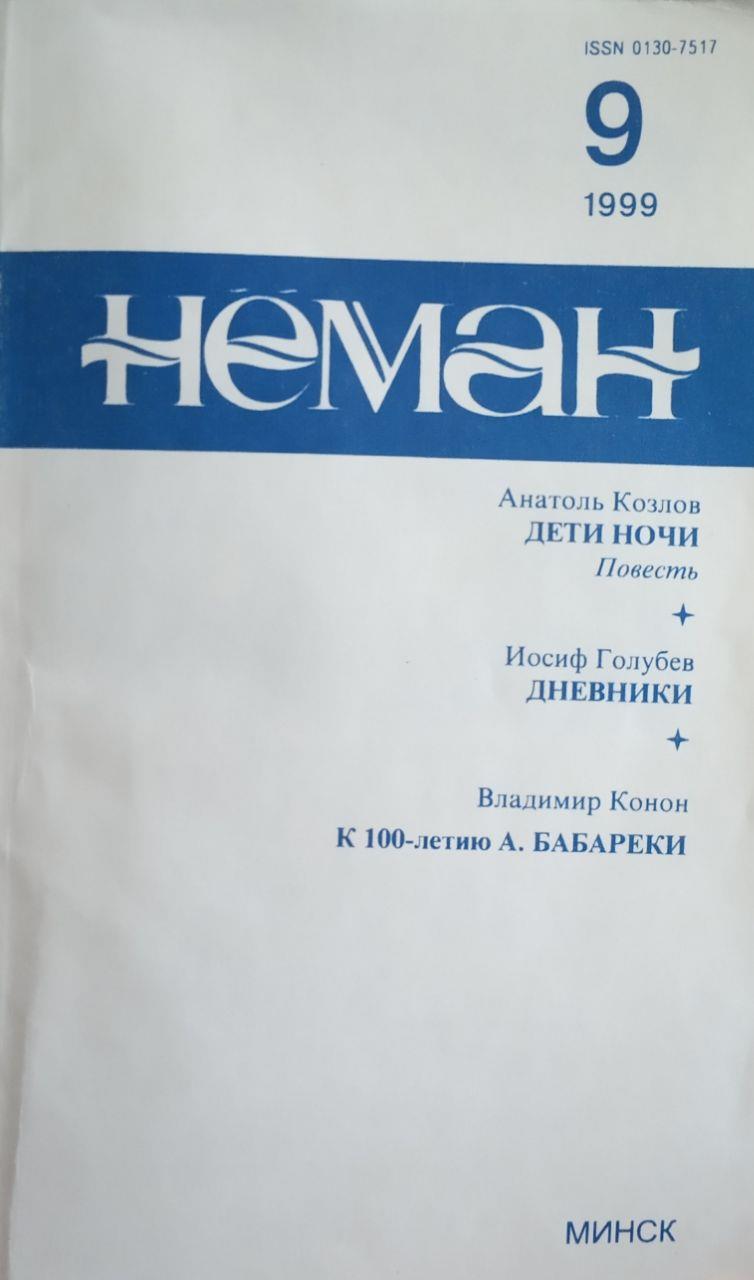 ISSN 0130-7517
9
1999
нёман
Анатоль Козлов
ДЕТИ НОЧИ
Повесть
Иосиф Голубев
ДНЕВНИКИ
Владимир Конон
К 100-летию А. БАБАРЕКИ
МИНСК